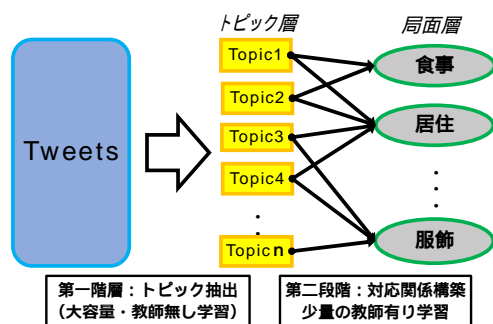 トピック層
局面層
Topic1
食事
Topic2
居住
Tweets
Topic3
Topic4
・・・
・・・
Topicn
服飾
第一階層：トピック抽出
（大容量・教師無し学習）
第二段階：対応関係構築
少量の教師有り学習